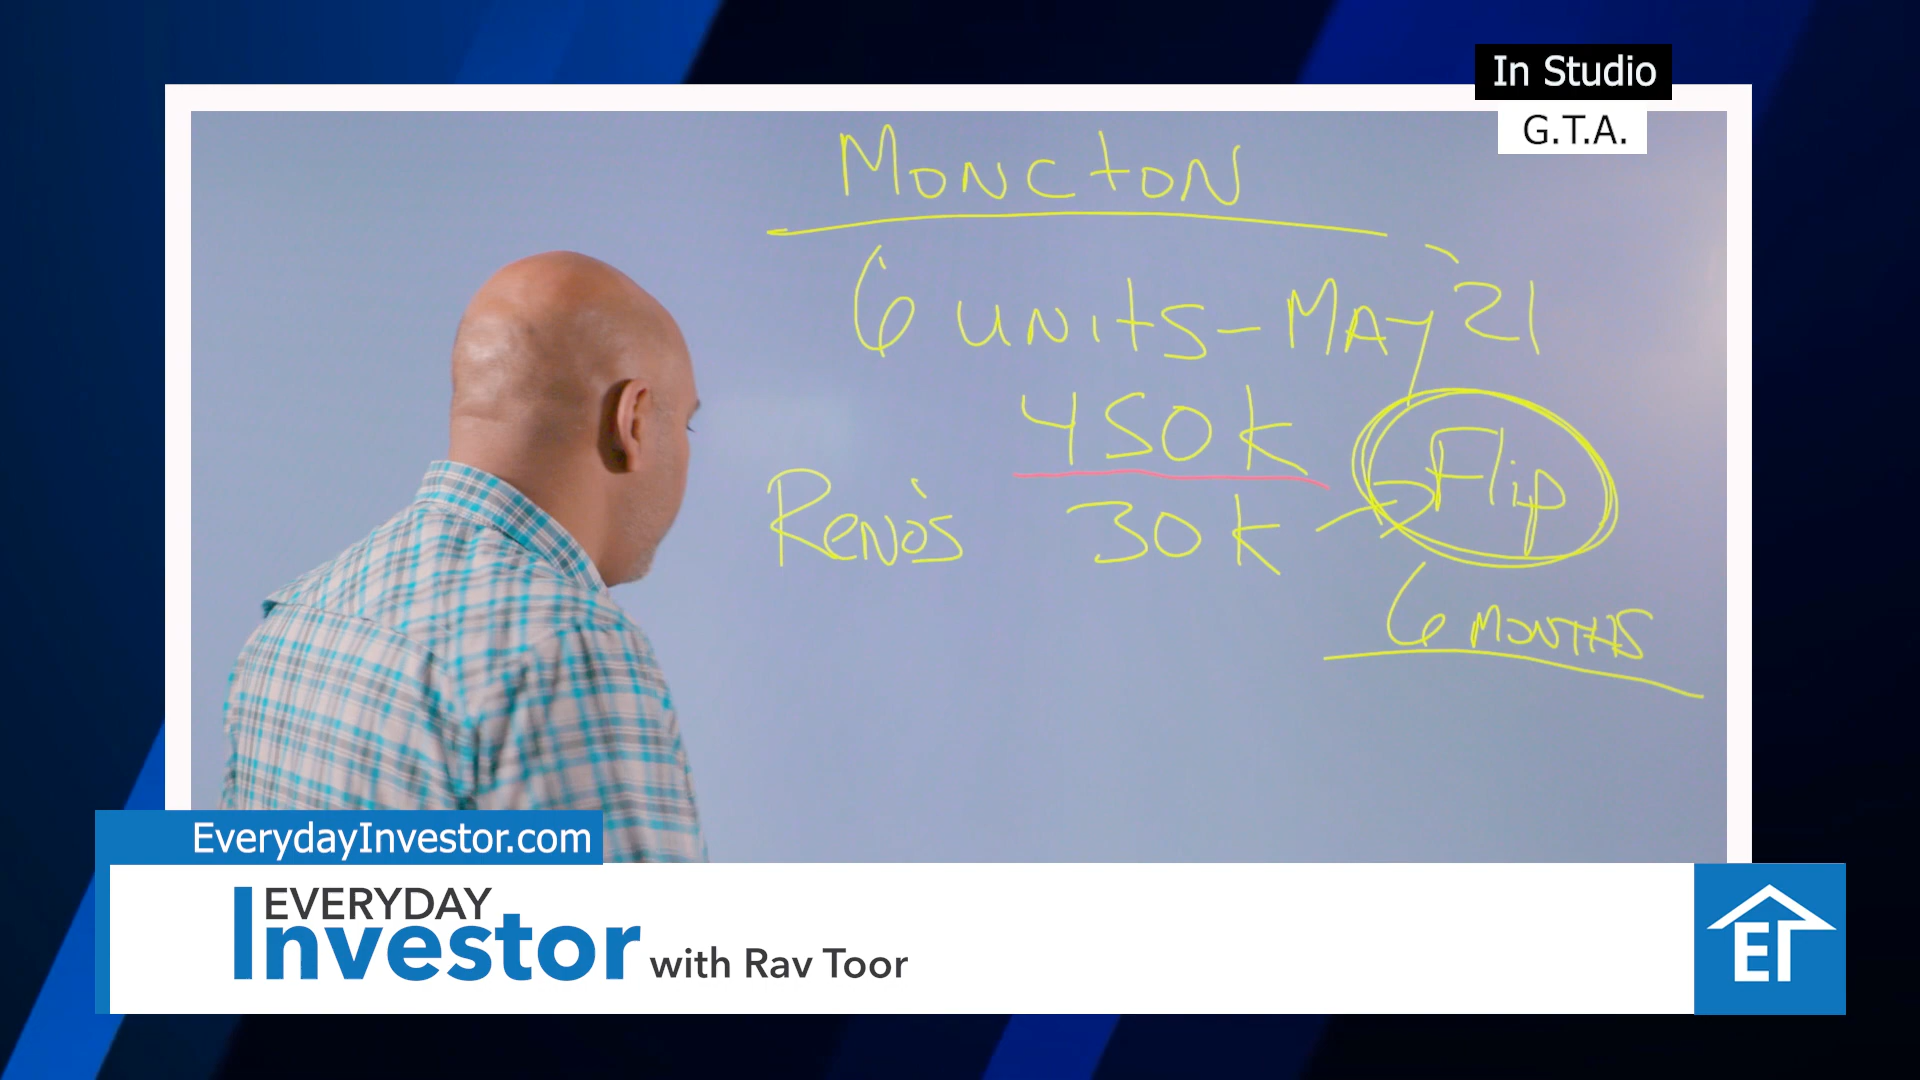 In Studio
G.T.A.
MONCTON
6 UNITS - MAY '21
450K
RENO'S 30K → Flip
6 MONTHS
EverydayInvestor.com
EVERYDAY
Investor with Rav Toor
EI